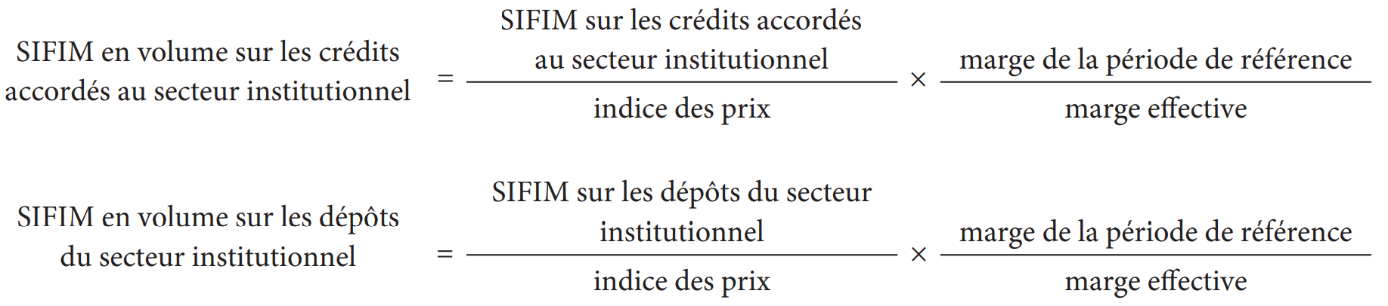 SIFIM en volume sur les crédits
accordés au secteur institutionnel
=
SIFIM sur les crédits accordés
au secteur institutionnel
indice des prix
×
marge de la période de référence
marge effective
SIFIM en volume sur les dépôts
du secteur institutionnel
=
SIFIM sur les dépôts du secteur
institutionnel
indice des prix
×
marge de la période de référence
marge effective